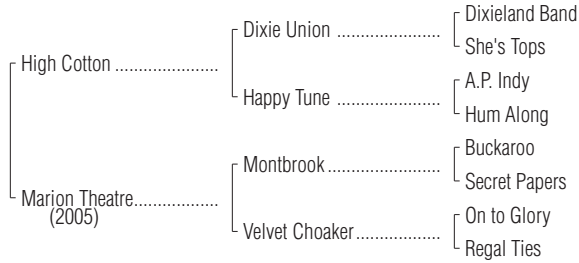 Dixieland Band
Dixie Union ....................
She's Tops
High Cotton ....................
A.P. Indy
Happy Tune ....................
Hum Along
Buckaroo
Montbrook ......................
Secret Papers
Marion Theatre................
(2005)
On to Glory
Velvet Choaker .................
Regal Ties